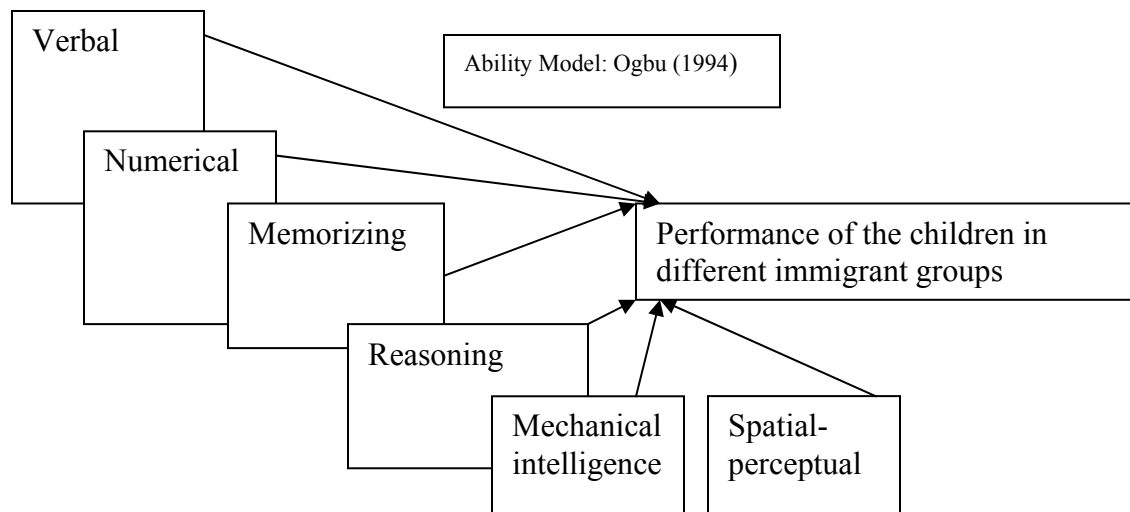 Verbal
Ability Model: Ogbu (1994)
Numerical
Memorizing
Performance of the children in
different immigrant groups
Reasoning
Mechanical
intelligence
Spatial-
perceptual